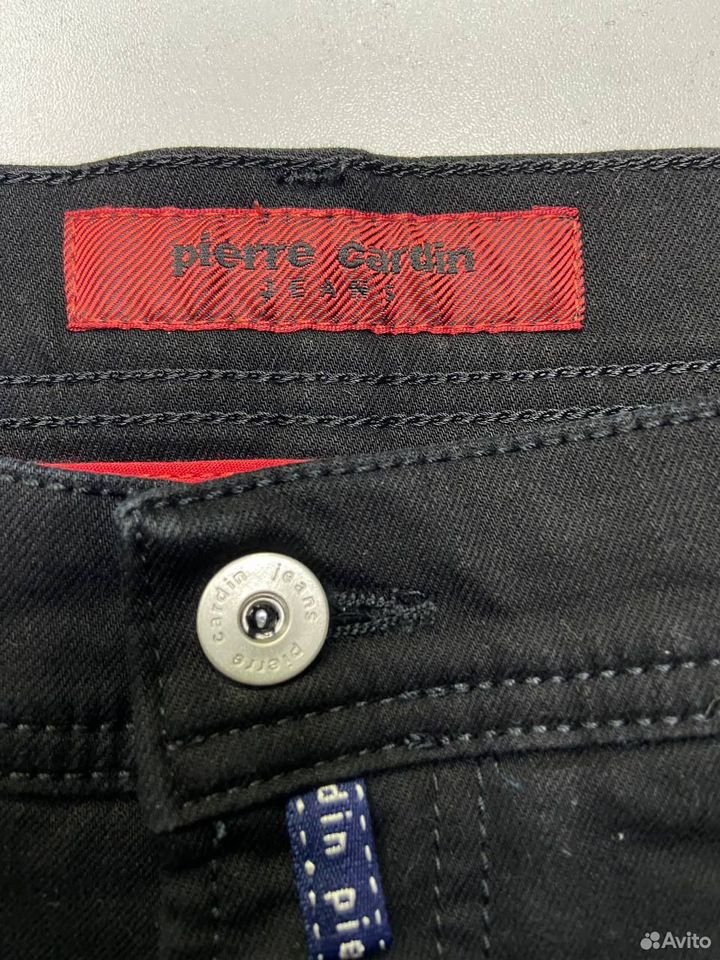 pierre cardin
JEANS
pierre cardin jeans
din pie
Avito